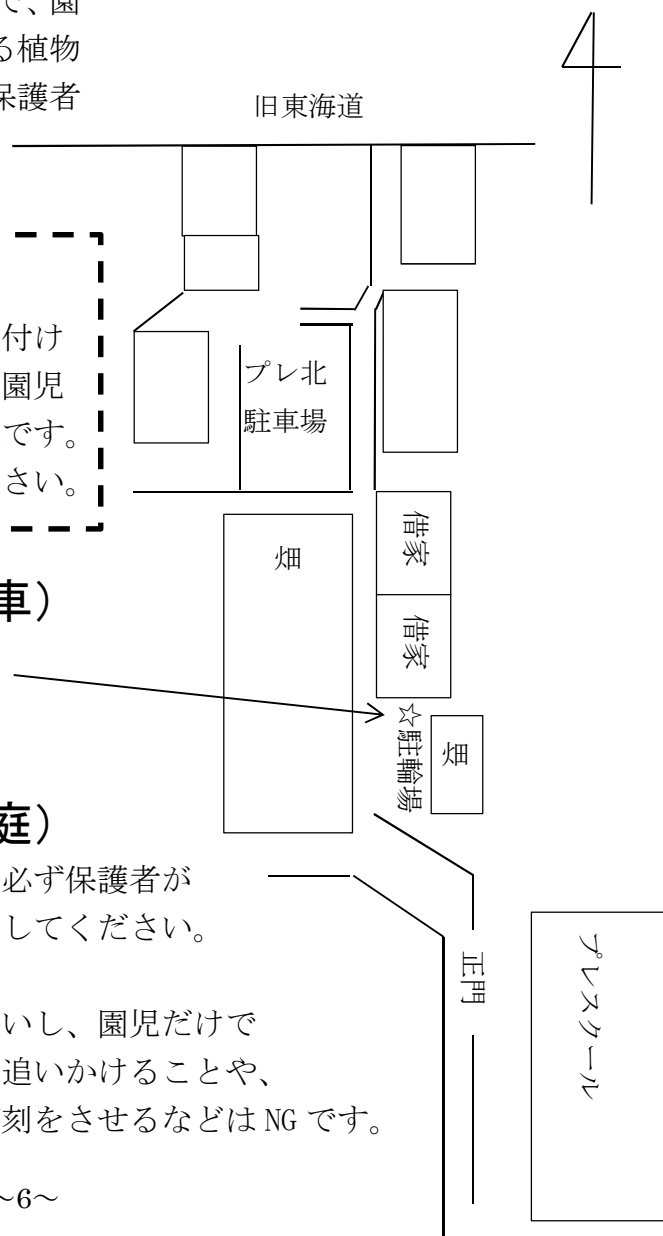 で、園
る植物
保護者
旧東海道
付け
園児
です。
さい。
プレ北
駐車場
畑
借家
借家
車）
☆駐輪場
畑
庭）
必ず保護者が
してください。
正門
プレスクール
いし、園児だけで
追いかけることや、
刻をさせるなどは NG です。
～6～